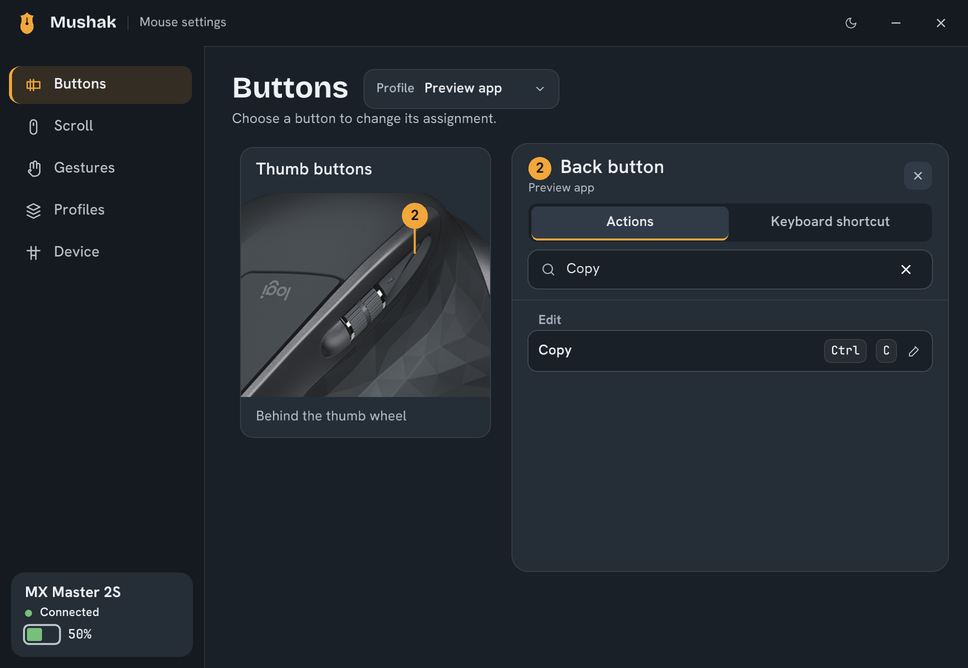 Mushak | Mouse settings
Buttons
Scroll
Gestures
Profiles
Device
MX Master 2S
Connected
50%
Buttons
Profile Preview app
Choose a button to change its assignment.
Thumb buttons
2
logi
Behind the thumb wheel
2 Back button
Preview app
Actions Keyboard shortcut
Copy
Edit
Copy Ctrl C